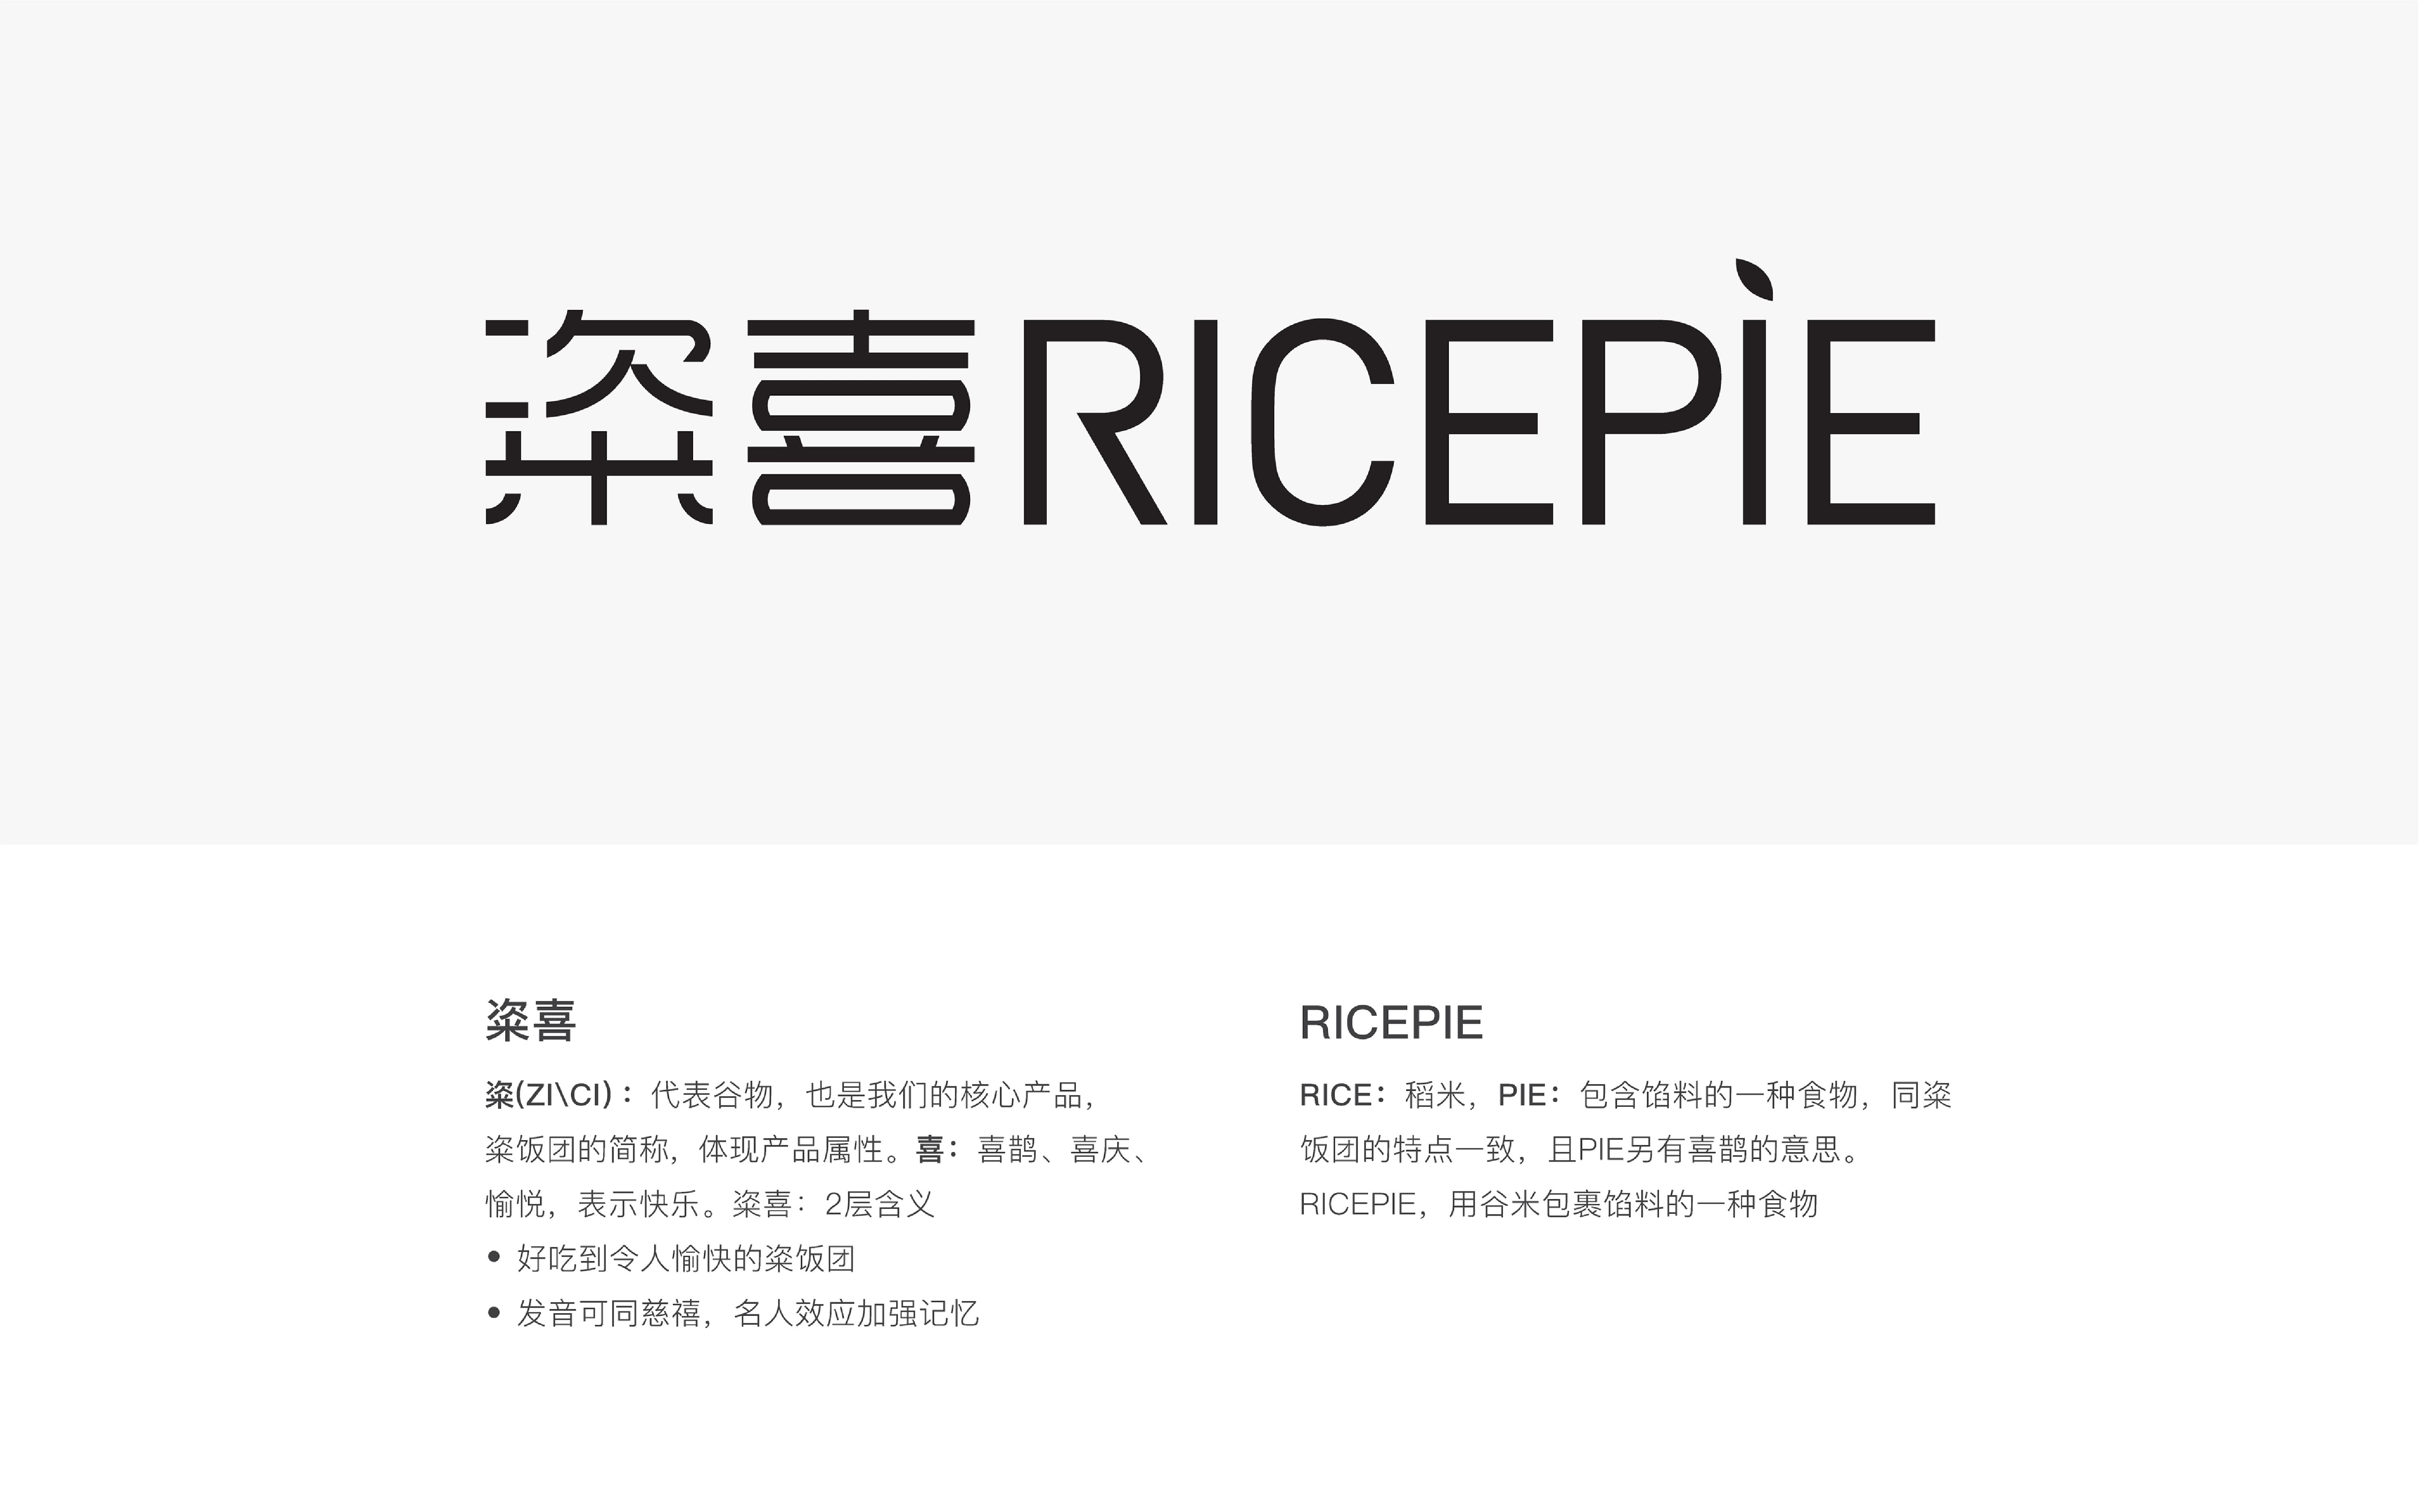 粢喜RICEPIE
粢喜
粢(ZI\CI)：代表谷物，也是我们的核心产品，
粢饭团的简称，体现产品属性。喜：喜鹊、喜庆、
愉悦，表示快乐。粢喜：2层含义
• 好吃到令人愉快的粢饭团
• 发音可同慈禧，名人效应加强记忆
RICEPIE
RICE：稻米，PIE：包含馅料的一种食物，同粢
饭团的特点一致，且PIE另有喜鹊的意思。
RICEPIE，用谷米包裹馅料的一种食物